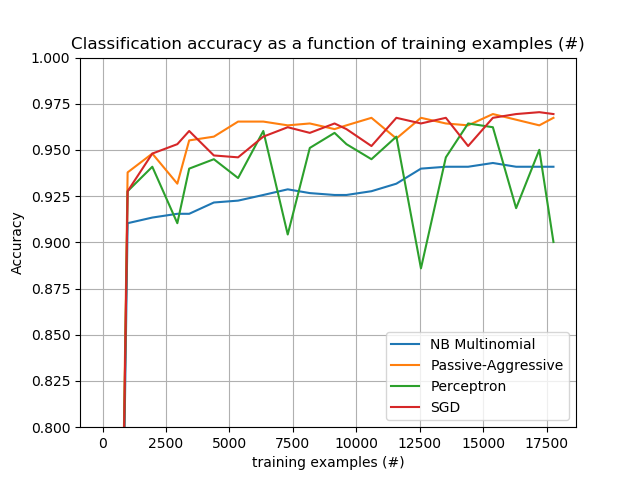 Classification accuracy as a function of training examples (#)
1.000
0.975
0.950
0.925
0.900
0.875
0.850
0.825
0.800
Accuracy
NB Multinomial
Passive-Aggressive
Perceptron
SGD
0 2500 5000 7500 10000 12500 15000 17500
training examples (#)